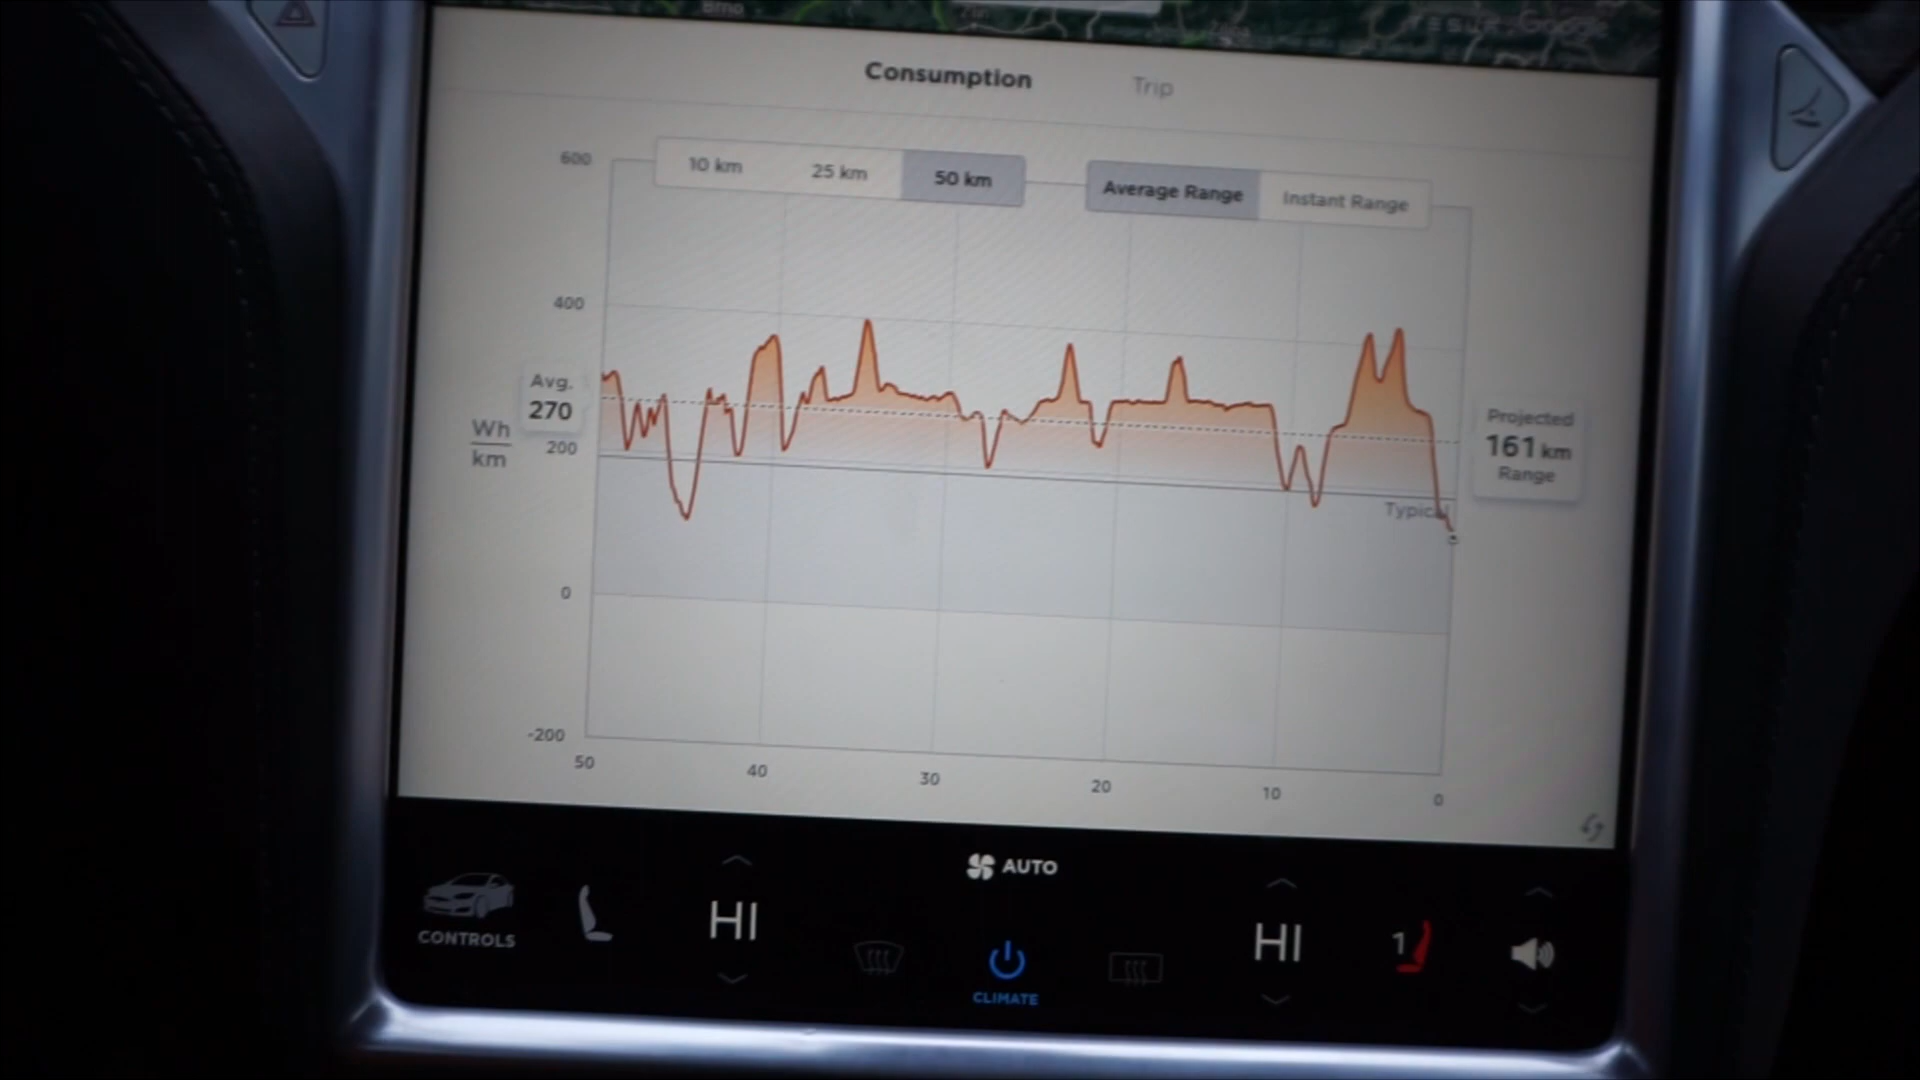 Brno
Consumption Trip
600
10 km 25 km 50 km
Average Range Instant Range
400
Avg.
270
Wh
km
200
Projected
161 km
Range
Typical
0
-200
50 40 30 20 10 0
AUTO
CONTROLS
HI
CLIMATE
HI
1